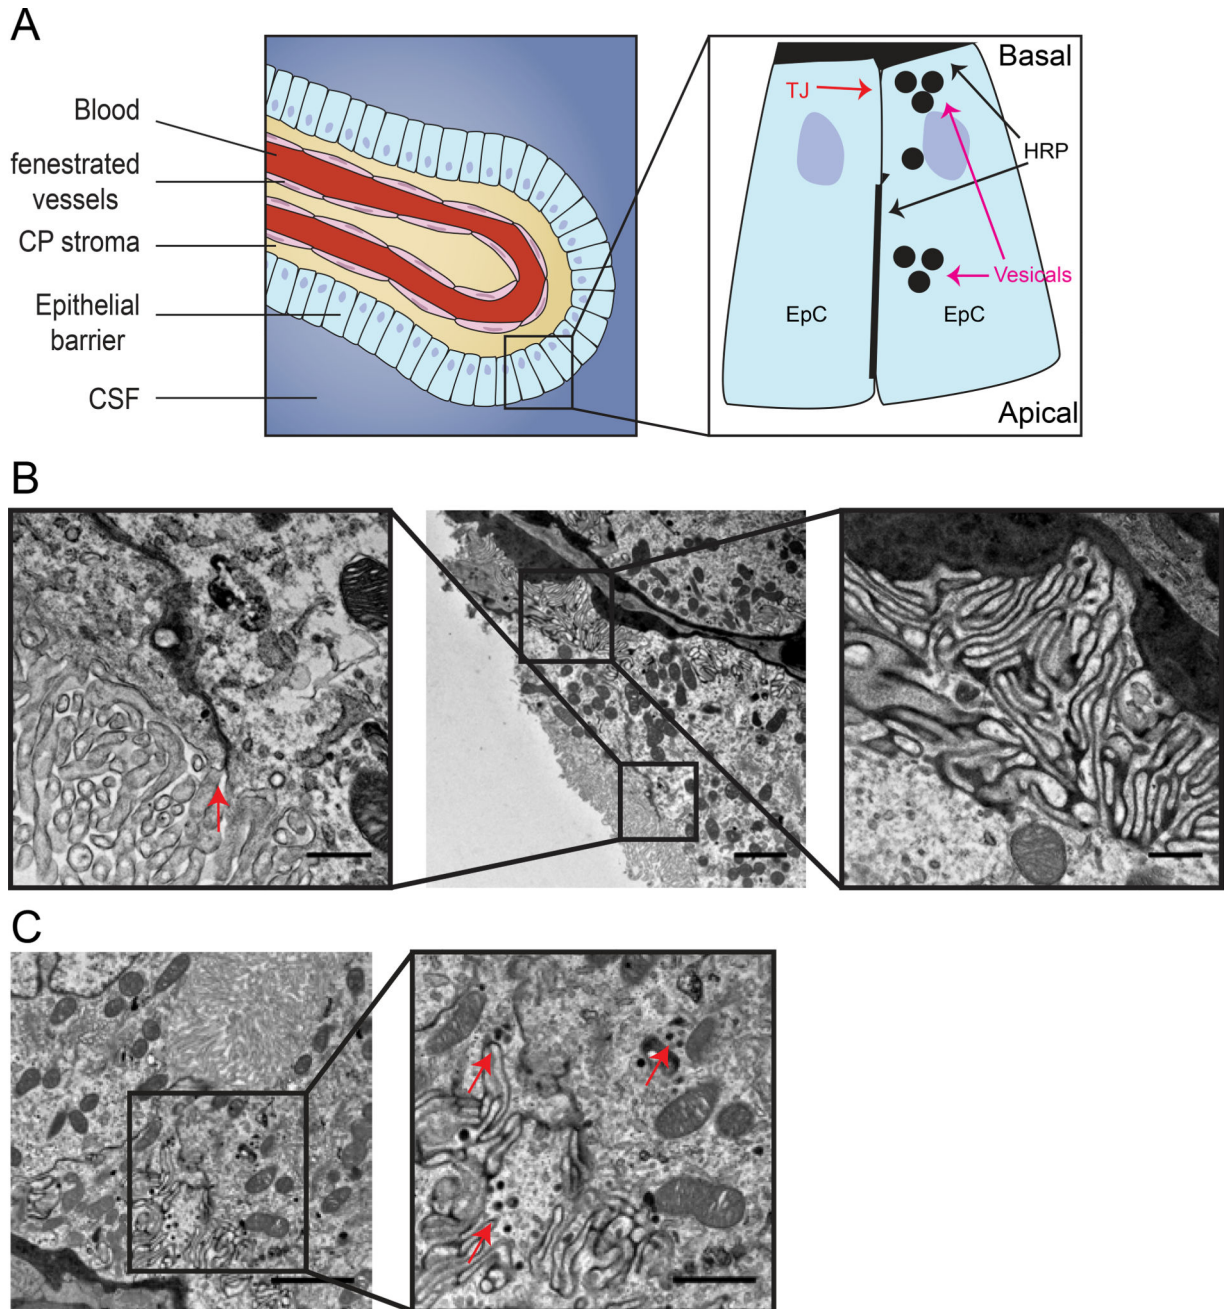 A
Blood
fenestrated
vessels
CP stroma
Epithelial
barrier
CSF
Basal
TJ
HRP
Vesicals
EpC
EpC
Apical
B
C